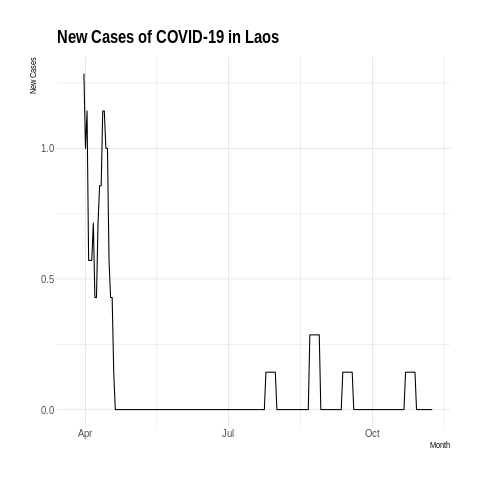 New Cases of COVID-19 in Laos
New Cases
1.0
0.5
0.0
Apr Jul Oct
Month